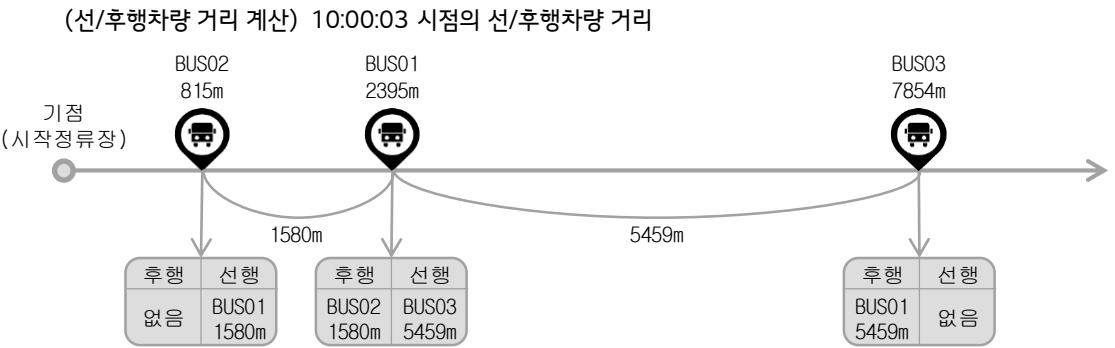 (선/후행차량 거리 계산) 10:00:03 시점의 선/후행차량 거리
BUS02
815m
BUS01
2395m
BUS03
7854m
기점
(시작정류장)
1580m
5459m
후행 선행
없음 BUS01
1580m
후행 선행
BUS02 BUS03
1580m 5459m
후행 선행
BUS01 없음
5459m